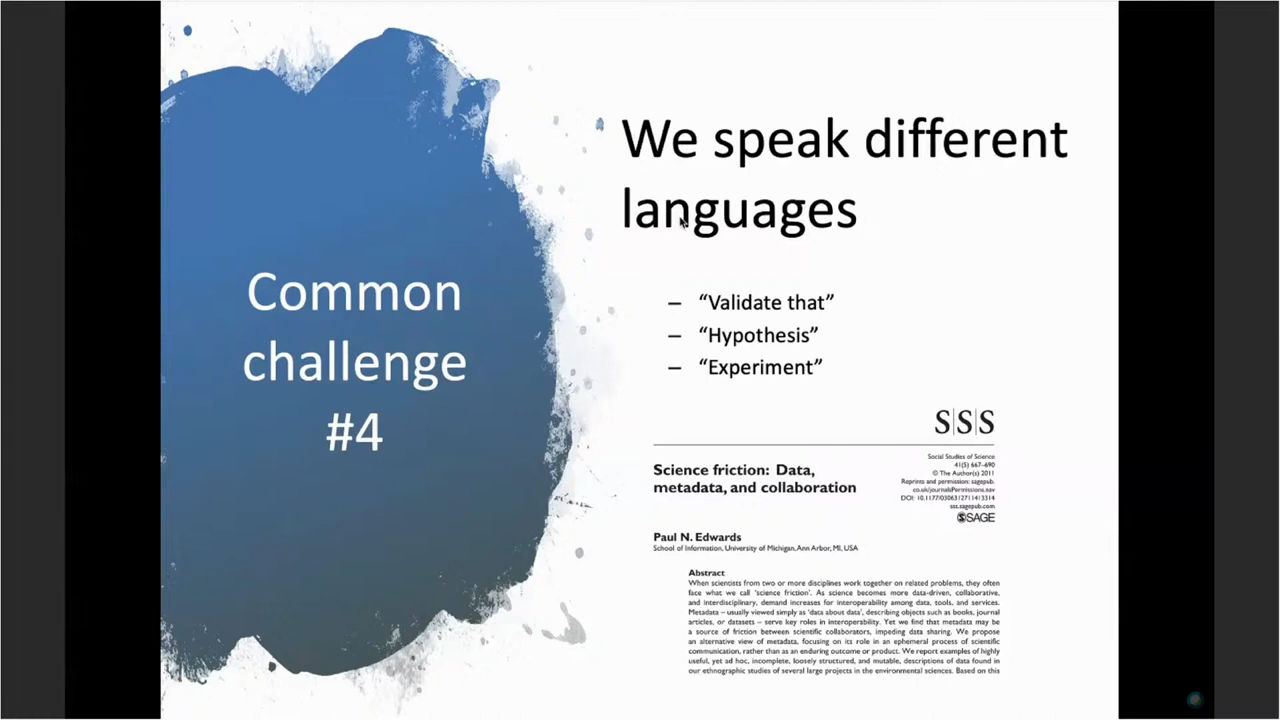 Common
challenge
#4
We speak different
languages
– “Validate that”
– “Hypothesis”
– “Experiment”
S|S|S
Science friction: Data,
metadata, and collaboration
Social Studies of Science
41(5) 667–690
© The Author(s) 2011
Reprints and permission: sagepub.
co.uk/journalsPermissions.nav
DOI: 10.1177/0306312711413314
sss.sagepub.com
SAGE
Paul N. Edwards
School of Information, University of Michigan, Ann Arbor, MI, USA
Abstract
When scientists from two or more disciplines work together on related problems, they often
face what we call ‘science friction’. As science becomes more data-driven, collaborative,
and interdisciplinary, demand increases for interoperability among data, tools, and services.
Metadata – usually viewed simply as ‘data about data’, describing objects such as books, journal
articles, or datasets – serve key roles in interoperability. Yet we find that metadata may be
a source of friction between scientific collaborators, impeding data sharing. We propose
an alternative view of metadata, focusing on its role in an ephemeral process of scientific
communication, rather than as an enduring outcome or product. We report examples of highly
useful, yet ad hoc, incomplete, loosely structured, and mutable, descriptions of data found in
our ethnographic studies of several large projects in the environmental sciences. Based on this